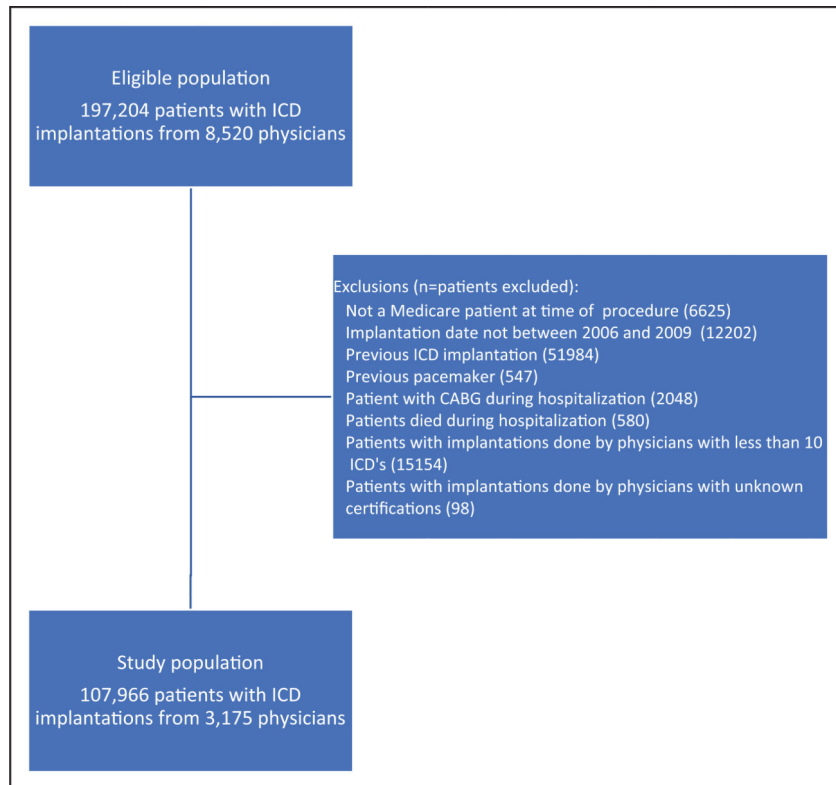 Eligible population
197,204 patients with ICD
implantations from 8,520 physicians
Exclusions (n=patients excluded):
Not a Medicare patient at time of procedure (6625)
Implantation date not between 2006 and 2009 (12202)
Previous ICD implantation (51984)
Previous pacemaker (547)
Patient with CABG during hospitalization (2048)
Patients died during hospitalization (580)
Patients with implantations done by physicians with less than 10
ICD's (15154)
Patients with implantations done by physicians with unknown
certifications (98)
Study population
107,966 patients with ICD
implantations from 3,175 physicians